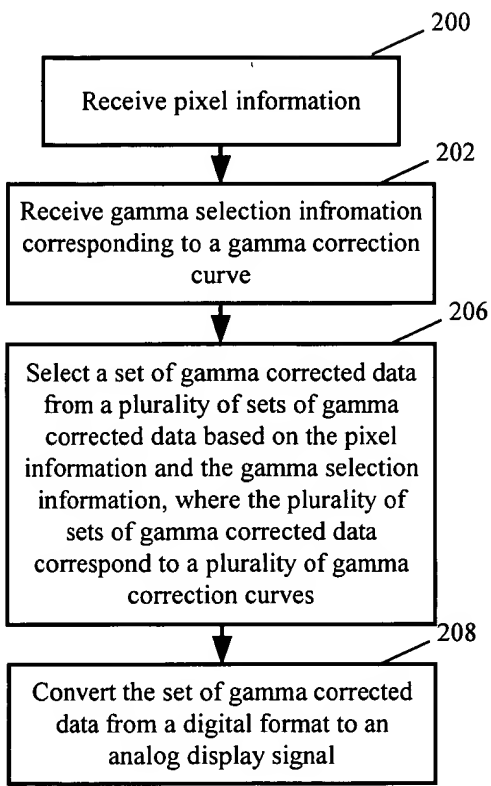 200
Receive pixel information
202
Receive gamma selection infromation
corresponding to a gamma correction
curve
206
Select a set of gamma corrected data
from a plurality of sets of gamma
corrected data based on the pixel
information and the gamma selection
information, where the plurality of
sets of gamma corrected data
correspond to a plurality of gamma
correction curves
208
Convert the set of gamma corrected
data from a digital format to an
analog display signal